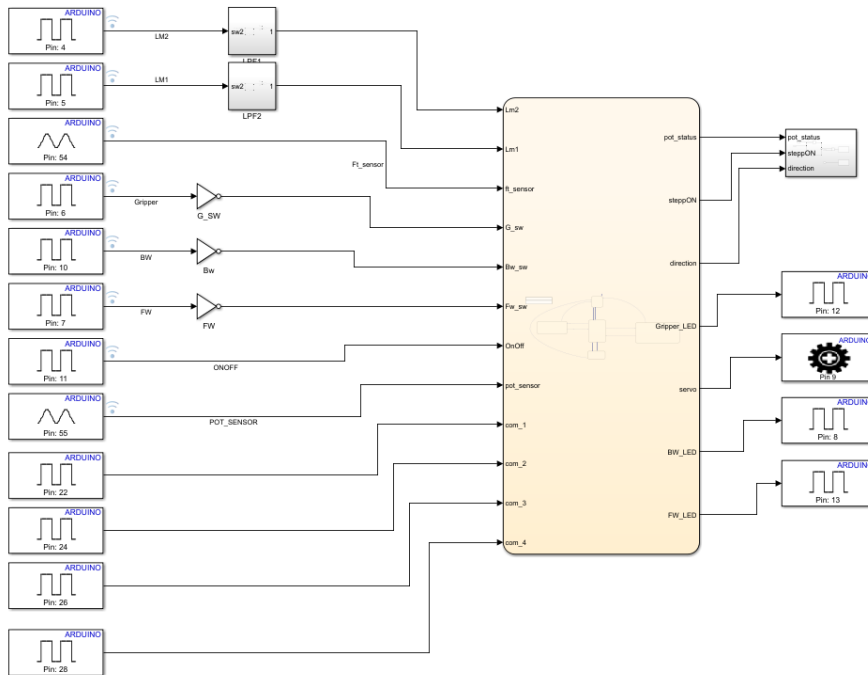 ARDUINO
Pin: 4
LM2
sw2
1
LPF1
ARDUINO
Pin: 5
LM1
sw2
1
LPF2
ARDUINO
Pin: 54
Ft_sensor
ARDUINO
Pin: 6
Gripper
G_SW
ARDUINO
Pin: 10
BW
Bw
ARDUINO
Pin: 7
FW
FW
ARDUINO
Pin: 11
ONOFF
ARDUINO
Pin: 55
POT_SENSOR
ARDUINO
Pin: 22
ARDUINO
Pin: 24
ARDUINO
Pin: 26
ARDUINO
Pin: 28
Lm2
Lm1
ft_sensor
G_sw
Bw_sw
Fw_sw
OnOff
pot_sensor
com_1
com_2
com_3
com_4
pot_status
steppON
direction
Gripper_LED
servo
BW_LED
FW_LED
pot_status
steppON
direction
ARDUINO
Pin: 12
ARDUINO
Pin 9
ARDUINO
Pin: 8
ARDUINO
Pin: 13